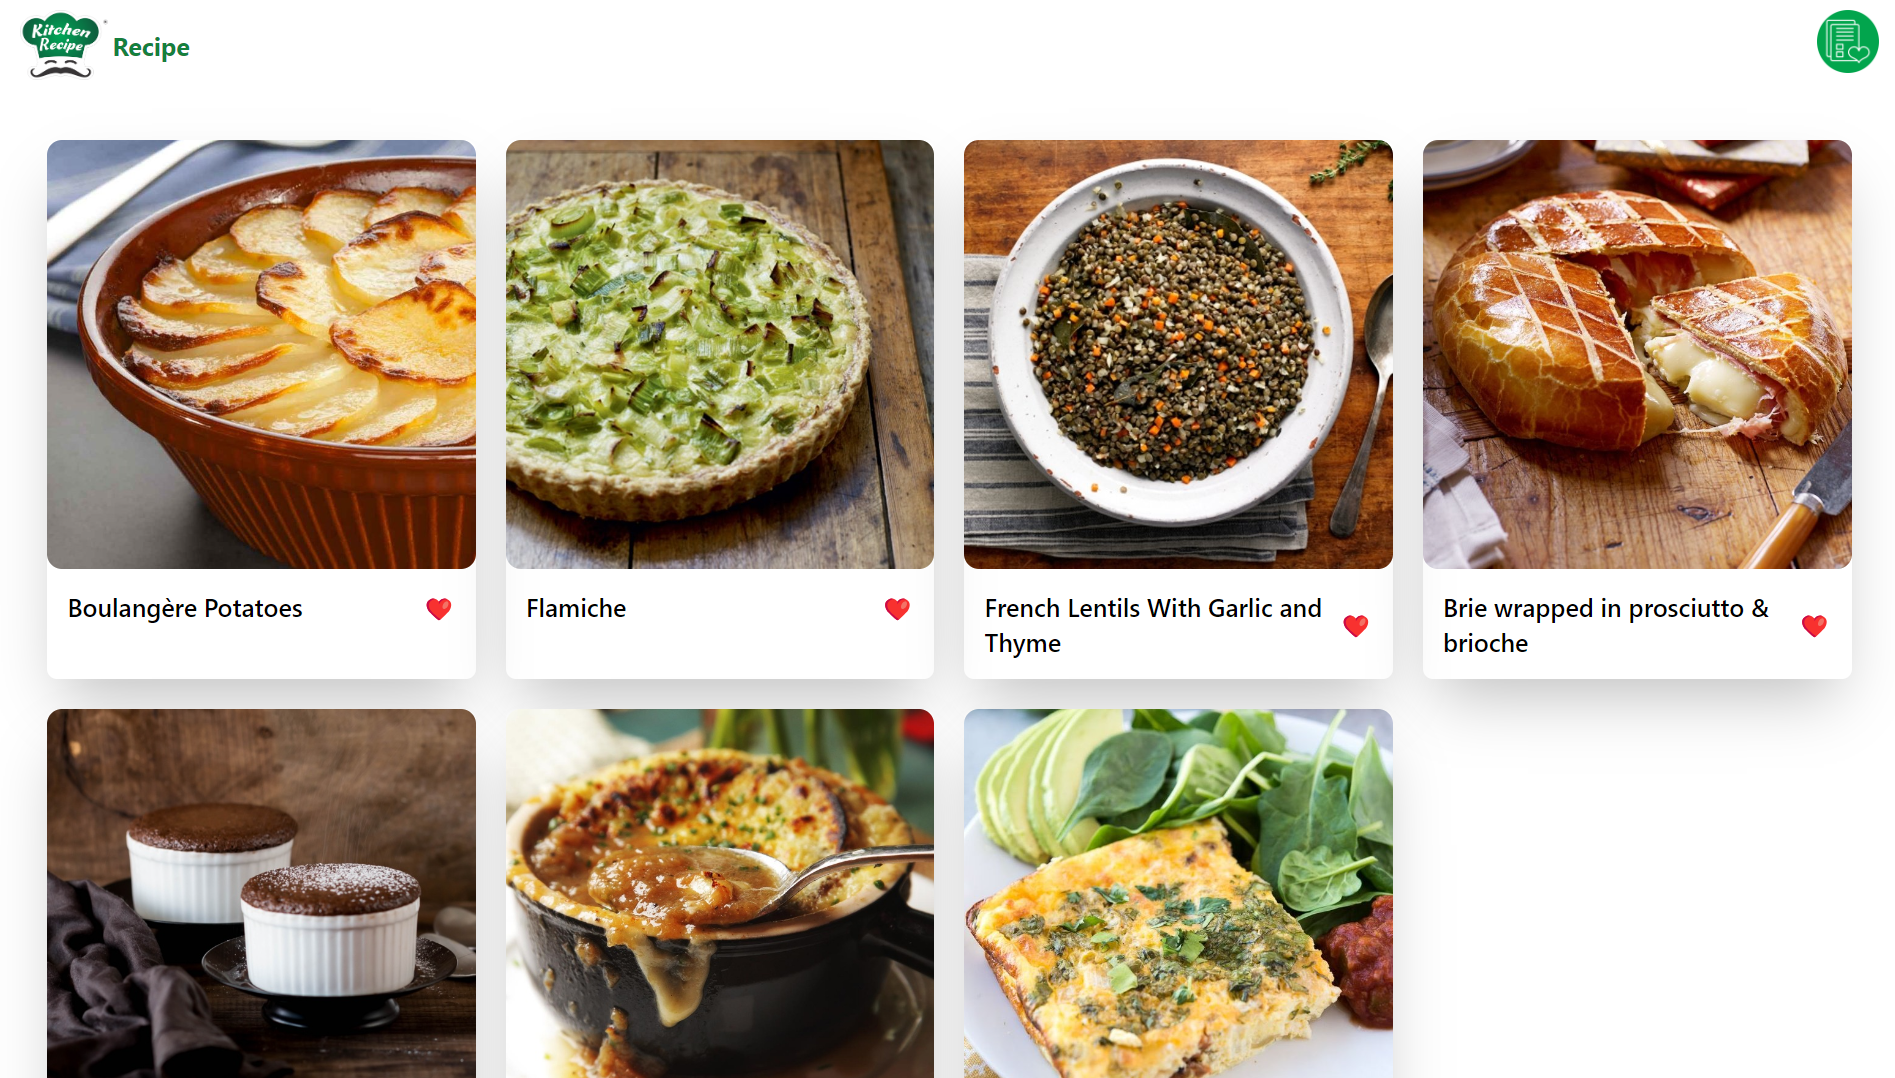 Kitchen
Recipe
Recipe
Boulangère Potatoes
Flamiche
French Lentils With Garlic and
Thyme
Brie wrapped in prosciutto &
brioche